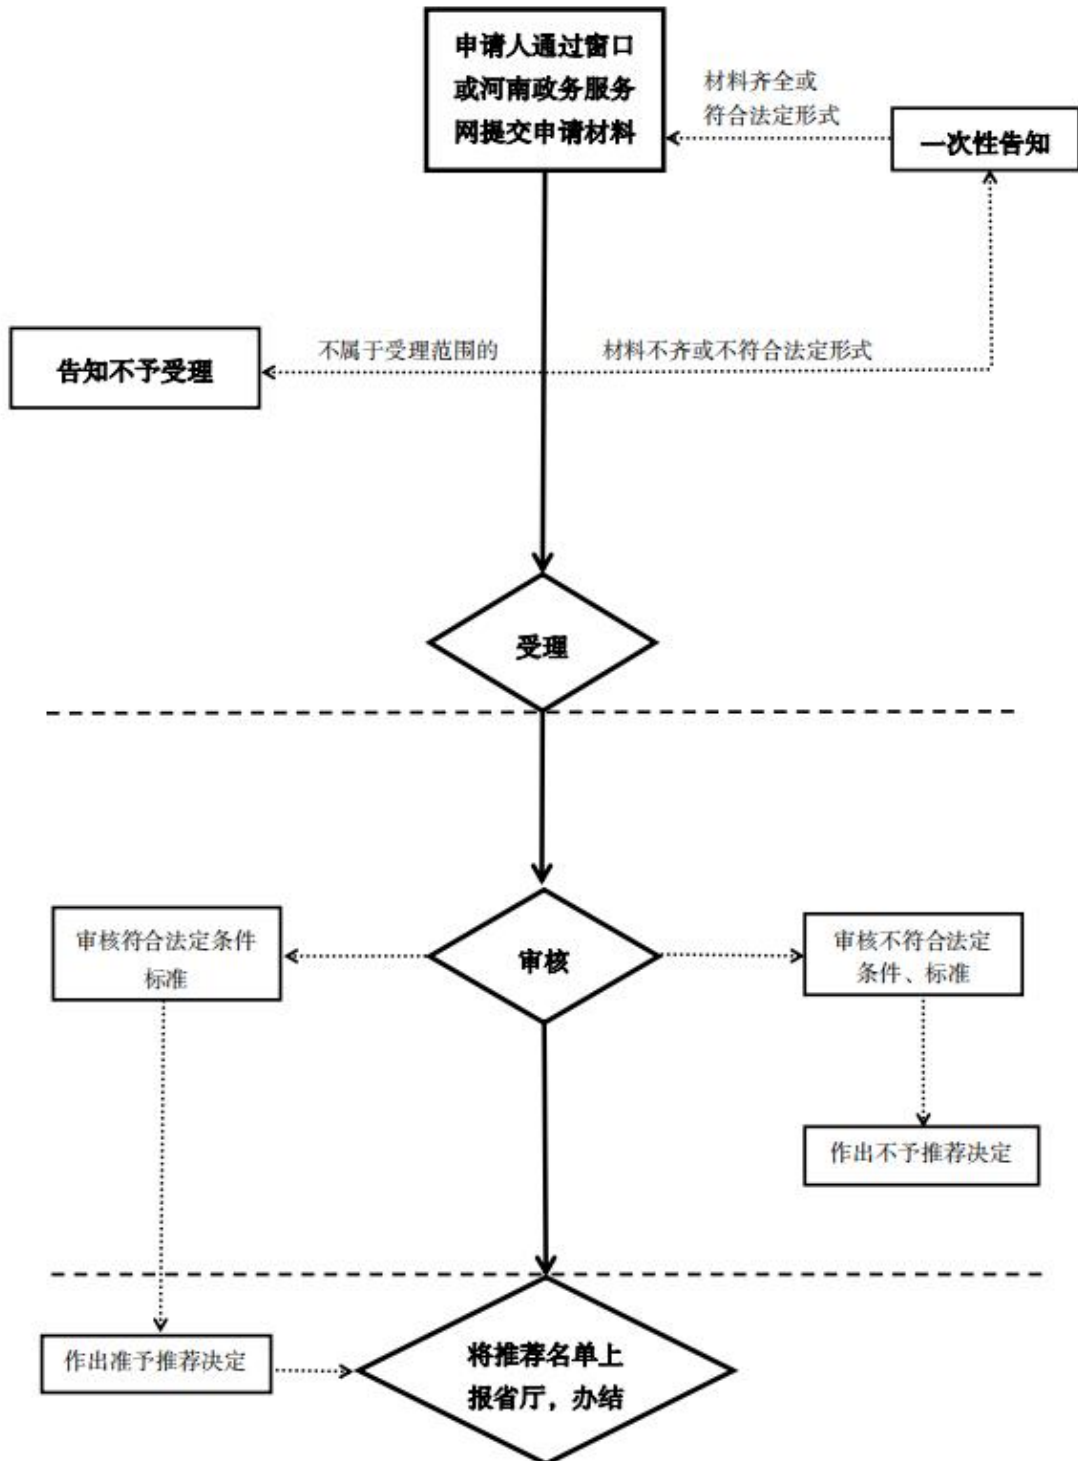 申请人通过窗口
或河南政务服务
网提交申请材料
材料齐全或
符合法定形式
一次性告知
告知不予受理
不属于受理范围的
材料不齐或不符合法定形式
受理
审核符合法定条件
标准
审核
审核不符合法定
条件、标准
作出不予推荐决定
作出准予推荐决定
将推荐名单上
报省厅，办结